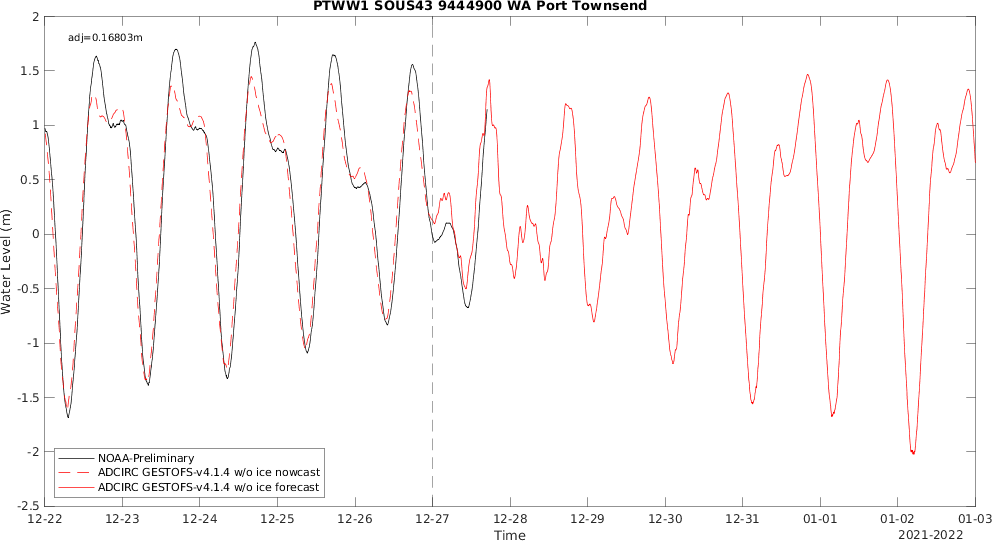 PTWW1 SOUS43 9444900 WA Port Townsend
adj=0.16803m
2
1.5
1
0.5
0
-0.5
-1
-1.5
-2
-2.5
Water Level (m)
NOAA-Preliminary
ADCIRC GESTOFS-v4.1.4 w/o ice nowcast
ADCIRC GESTOFS-v4.1.4 w/o ice forecast
12-22 12-23 12-24 12-25 12-26 12-27 12-28 12-29 12-30 12-31 01-01 01-02 01-03
Time
2021-2022